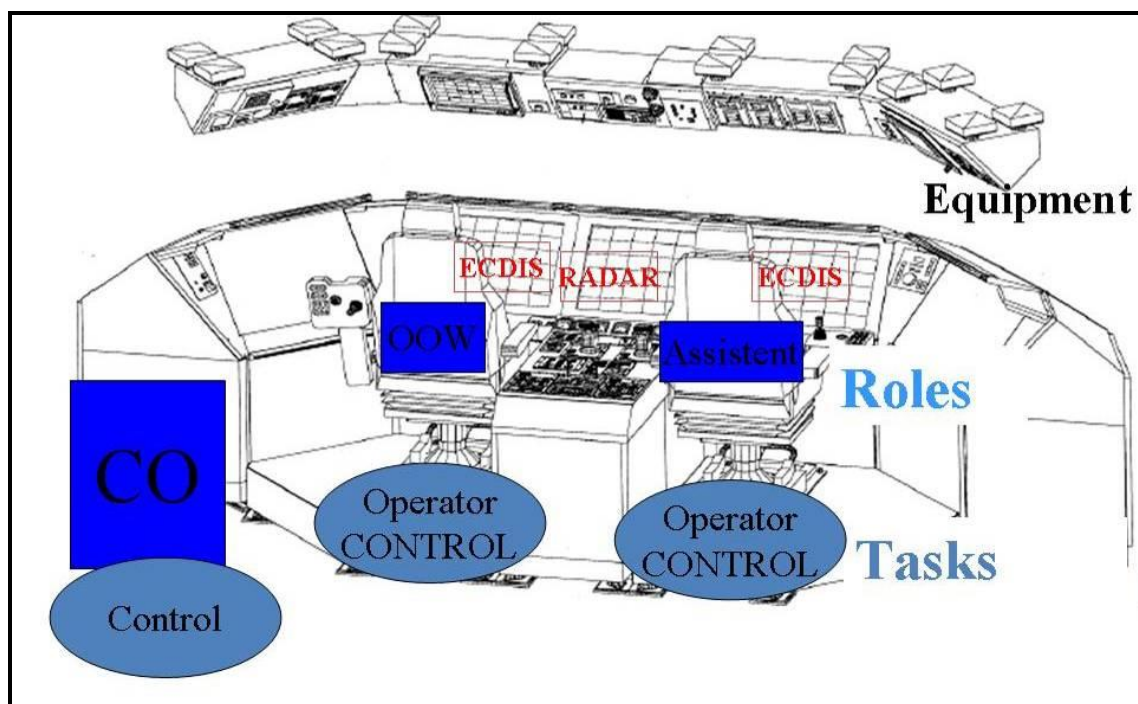 Equipment
ECDIS
RADAR
ECDIS
OOW
Assistent
Roles
CO
Operator
CONTROL
Operator
CONTROL
Tasks
Control